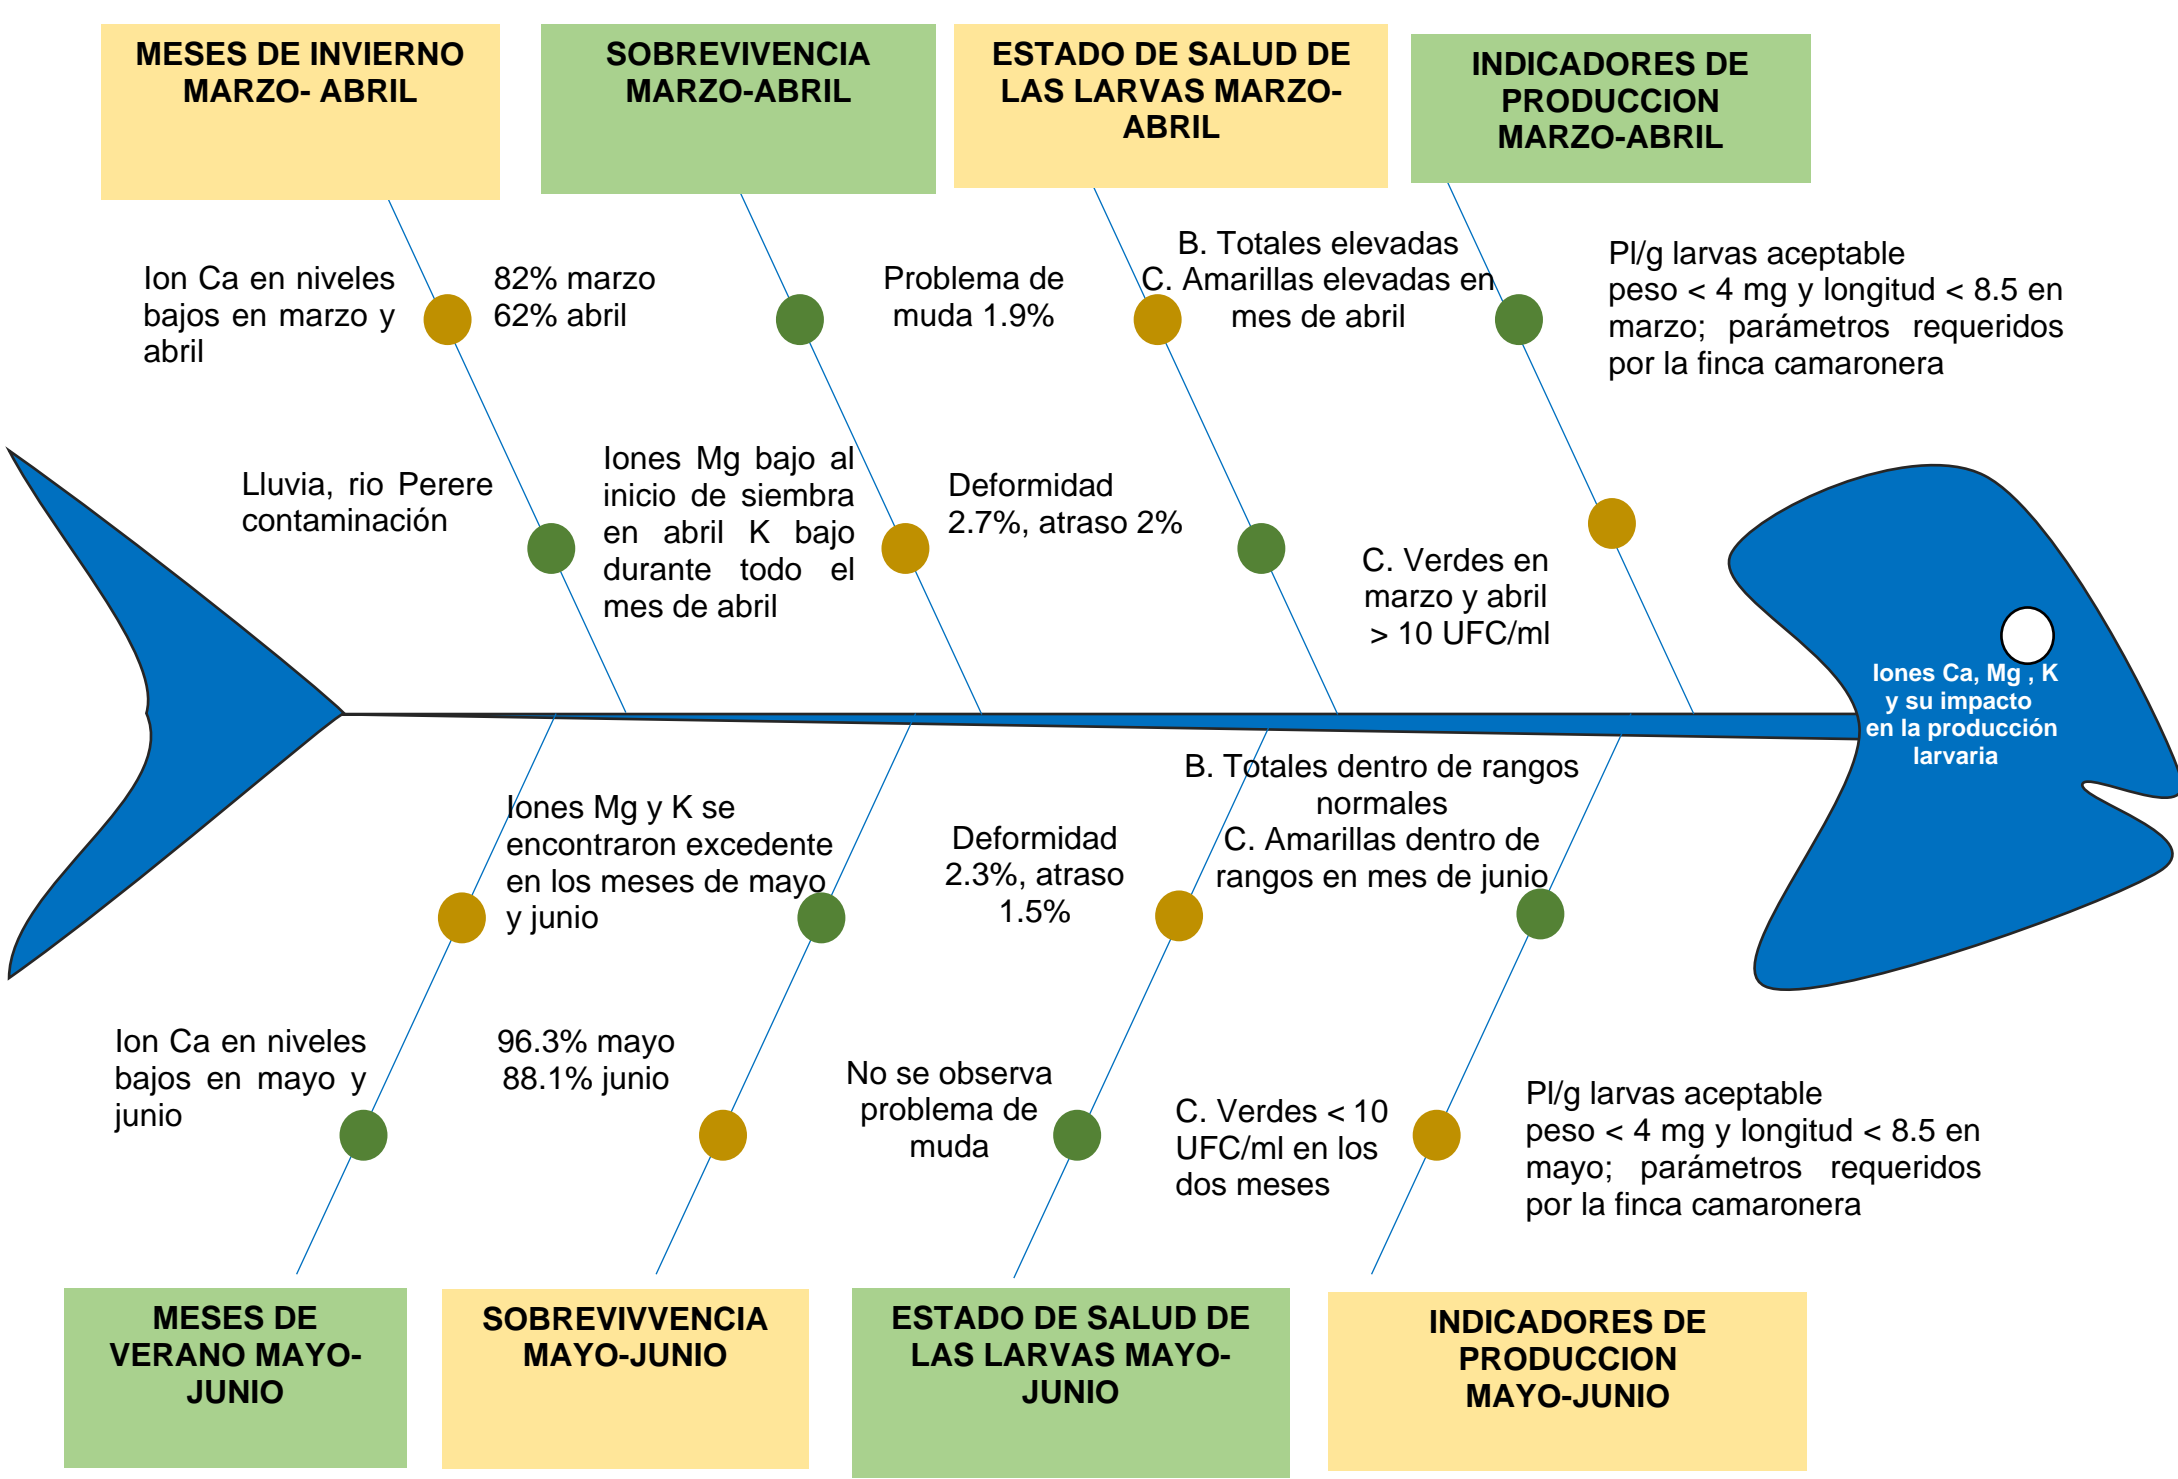 MESES DE INVIERNO
MARZO- ABRIL
SOBREVIVENCIA
MARZO-ABRIL
ESTADO DE SALUD DE
LAS LARVAS MARZO-
ABRIL
INDICADORES DE
PRODUCCION
MARZO-ABRIL
Ion Ca en niveles
bajos en marzo y
abril
82% marzo
62% abril
Problema de
muda 1.9%
B. Totales elevadas
C. Amarillas elevadas en
mes de abril
Pl/g larvas aceptable
peso < 4 mg y longitud < 8.5 en
marzo; parámetros requeridos
por la finca camaronera
Lluvia, rio Perere
contaminación
Iones Mg bajo al
inicio de siembra
en abril K bajo
durante todo el
mes de abril
Deformidad
2.7%, atraso 2%
C. Verdes en
marzo y abril
> 10 UFC/ml
Iones Ca, Mg , K
y su impacto
en la producción
larvaria
Iones Mg y K se
encontraron excedente
en los meses de mayo
y junio
Deformidad
2.3%, atraso
1.5%
B. Totales dentro de rangos
normales
C. Amarillas dentro de
rangos en mes de junio
Ion Ca en niveles
bajos en mayo y
junio
96.3% mayo
88.1% junio
No se observa
problema de
muda
C. Verdes < 10
UFC/ml en los
dos meses
Pl/g larvas aceptable
peso < 4 mg y longitud < 8.5 en
mayo; parámetros requeridos
por la finca camaronera
MESES DE
VERANO MAYO-
JUNIO
SOBREVIVVENCIA
MAYO-JUNIO
ESTADO DE SALUD DE
LAS LARVAS MAYO-
JUNIO
INDICADORES DE
PRODUCCION
MAYO-JUNIO